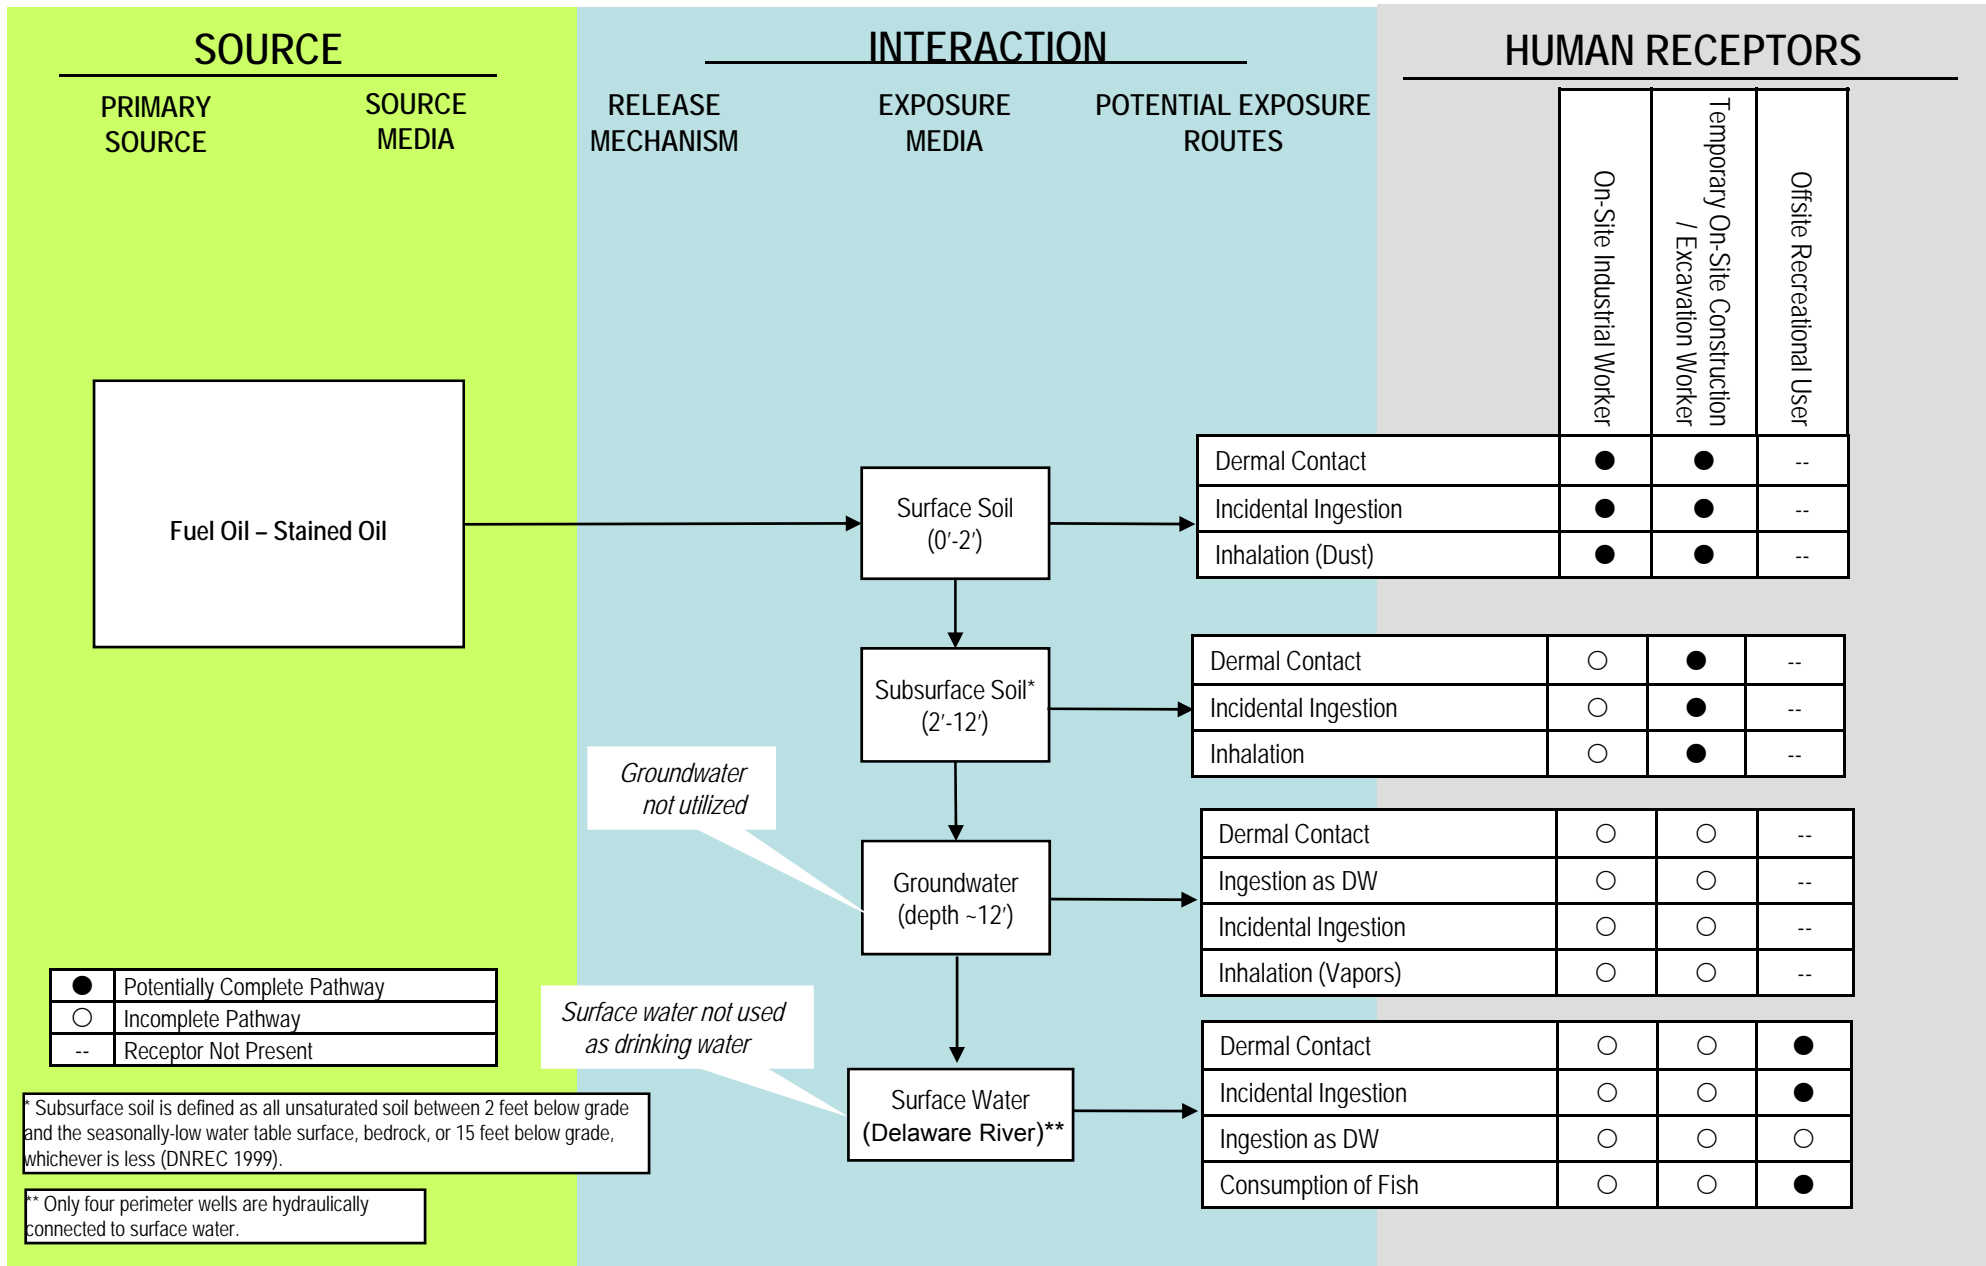 SOURCE
INTERACTION
HUMAN RECEPTORS
PRIMARY
SOURCE
SOURCE
MEDIA
RELEASE
MECHANISM
EXPOSURE
MEDIA
POTENTIAL EXPOSURE
ROUTES
On-Site Industrial Worker
Temporary On-Site Construction
/ Excavation Worker
Offsite Recreational User
Fuel Oil – Stained Oil
Surface Soil
(0'-2')
Dermal Contact ● ● --
Incidental Ingestion ● ● --
Inhalation (Dust) ● ● --
Subsurface Soil*
(2'-12')
Dermal Contact ○ ● --
Incidental Ingestion ○ ● --
Inhalation ○ ● --
Groundwater
not utilized
Groundwater
(depth ~12')
Dermal Contact ○ ○ --
Ingestion as DW ○ ○ --
Incidental Ingestion ○ ○ --
Inhalation (Vapors) ○ ○ --
Surface water not used
as drinking water
Surface Water
(Delaware River)**
Dermal Contact ○ ○ ●
Incidental Ingestion ○ ○ ●
Ingestion as DW ○ ○ ○
Consumption of Fish ○ ○ ●
● Potentially Complete Pathway
○ Incomplete Pathway
-- Receptor Not Present
* Subsurface soil is defined as all unsaturated soil between 2 feet below grade
and the seasonally-low water table surface, bedrock, or 15 feet below grade,
whichever is less (DNREC 1999).
** Only four perimeter wells are hydraulically
connected to surface water.